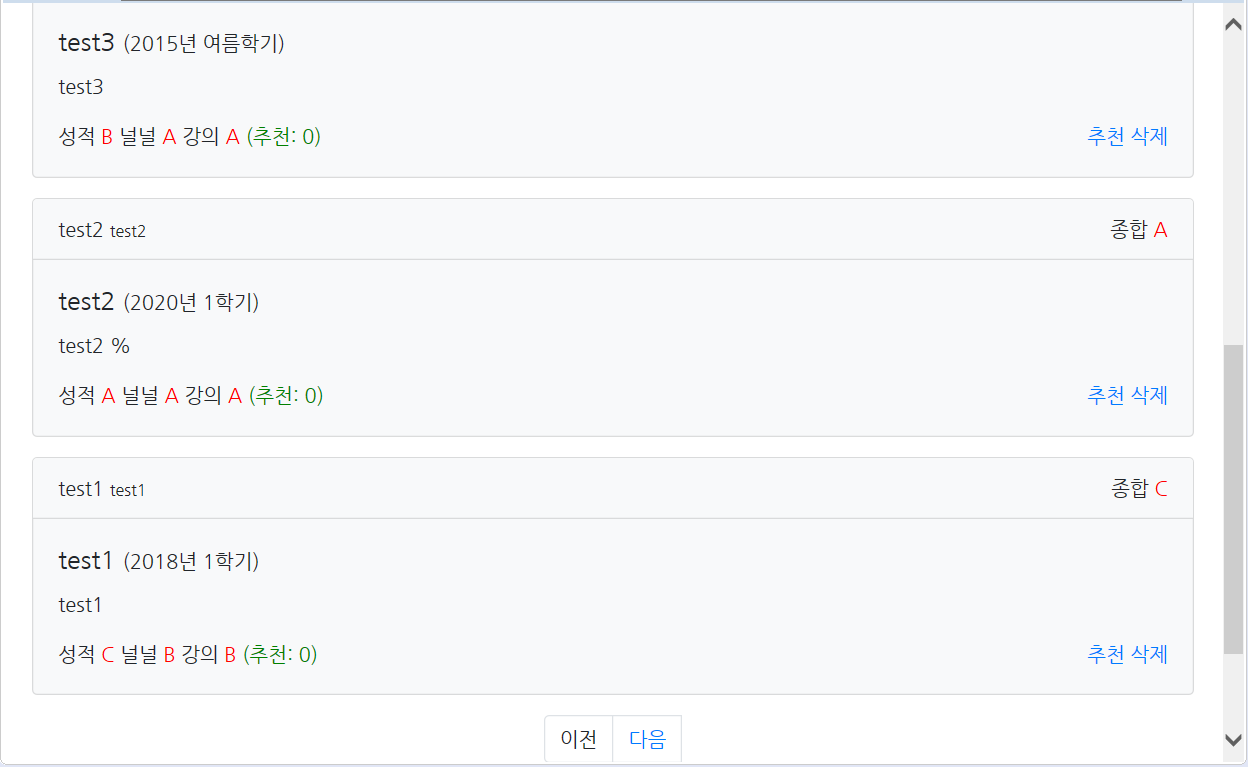 test3 (2015년 여름학기)
test3
성적 B 널널 A 강의 A (추천: 0) 추천 삭제
test2 test2 종합 A
test2 (2020년 1학기)
test2 %
성적 A 널널 A 강의 A (추천: 0) 추천 삭제
test1 test1 종합 C
test1 (2018년 1학기)
test1
성적 C 널널 B 강의 B (추천: 0) 추천 삭제
이전 다음